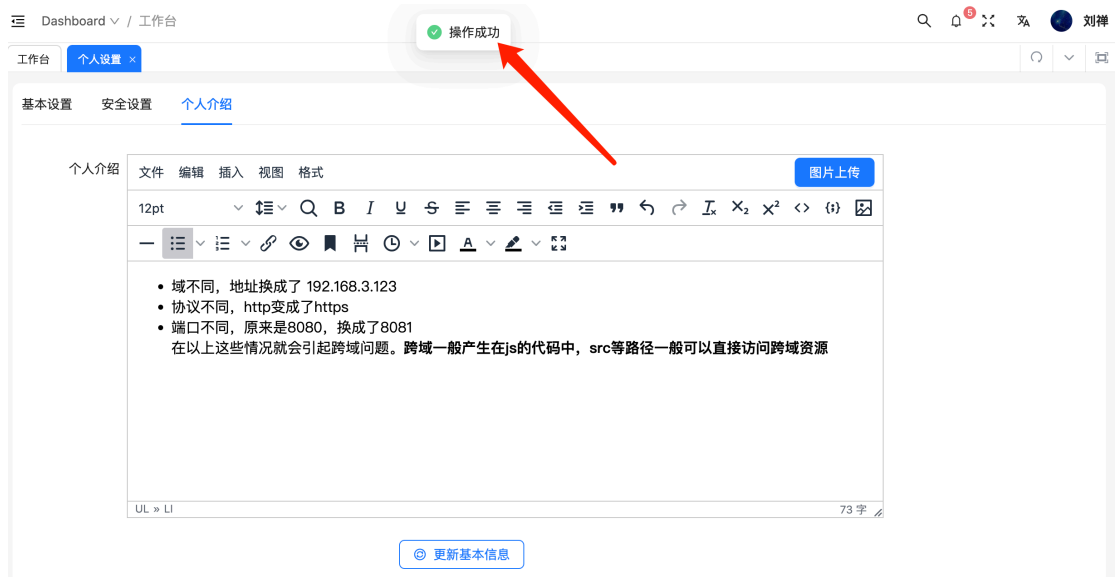 Dashboard / 工作台
5
刘禅
工作台
个人设置 ×
基本设置 安全设置 个人介绍
操作成功
个人介绍
文件 编辑 插入 视图 格式
图片上传
12pt
域不同，地址换成了 192.168.3.123
协议不同，http变成了https
端口不同，原来是8080，换成了8081
在以上这些情况就会引起跨域问题。跨域一般产生在js的代码中，src等路径一般可以直接访问跨域资源
UL » LI
73 字
更新基本信息